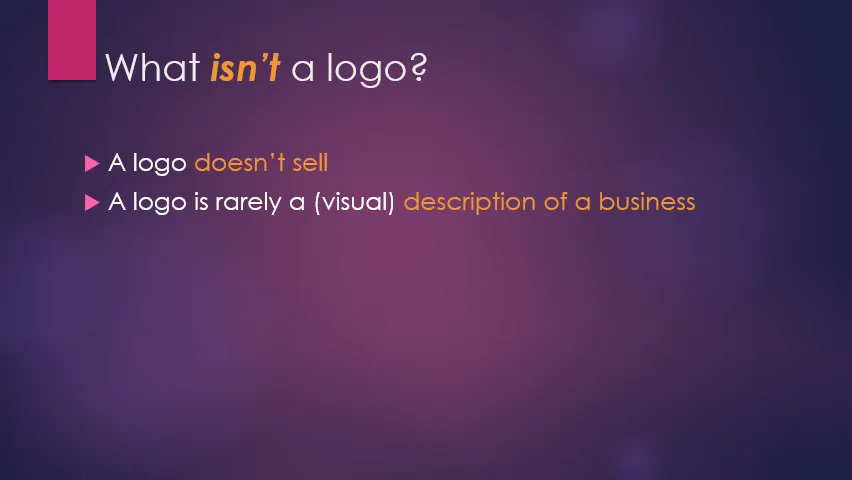 What isn’t a logo?
A logo doesn’t sell
A logo is rarely a (visual) description of a business